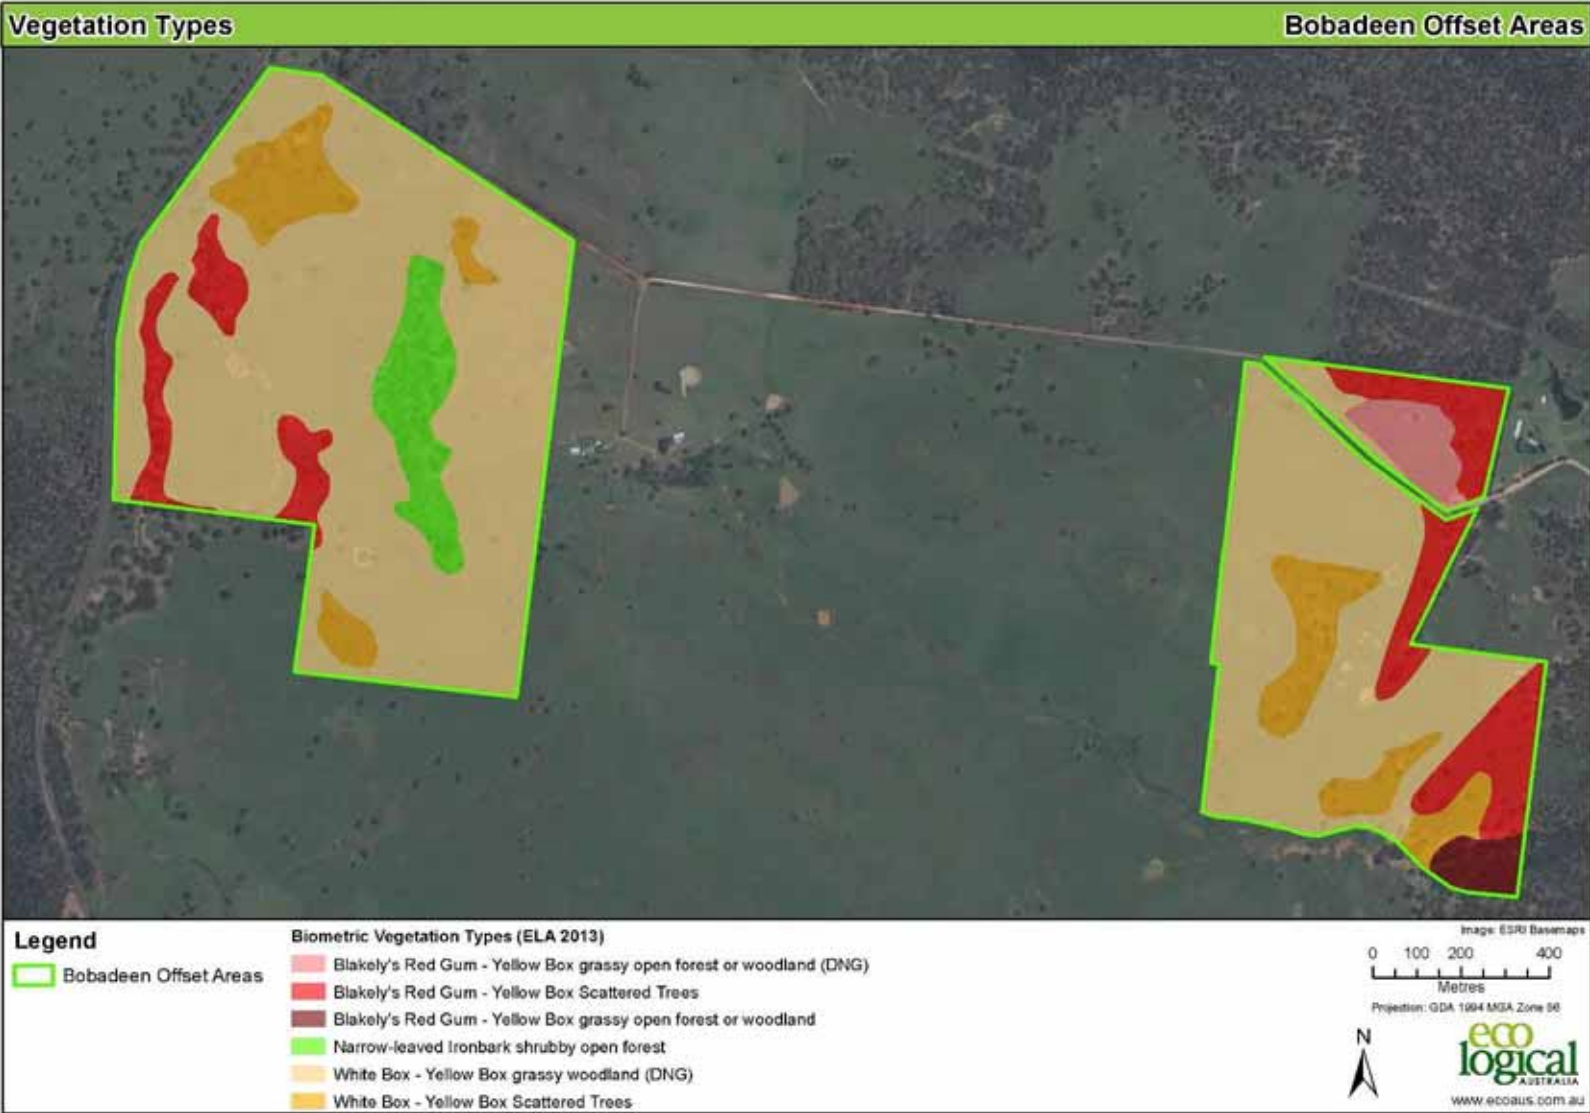 Vegetation Types
Bobadeen Offset Areas
Legend
Bobadeen Offset Areas
Biometric Vegetation Types (ELA 2013)
Blakely's Red Gum - Yellow Box grassy open forest or woodland (DNG)
Blakely's Red Gum - Yellow Box Scattered Trees
Blakely's Red Gum - Yellow Box grassy open forest or woodland
Narrow-leaved Ironbark shrubby open forest
White Box - Yellow Box grassy woodland (DNG)
White Box - Yellow Box Scattered Trees
Image: ESRI Basemaps
0 100 200 400
Metres
Projection: GDA 1994 MGA Zone 56
N
eco
logical
AUSTRALIA
www.ecoaus.com.au